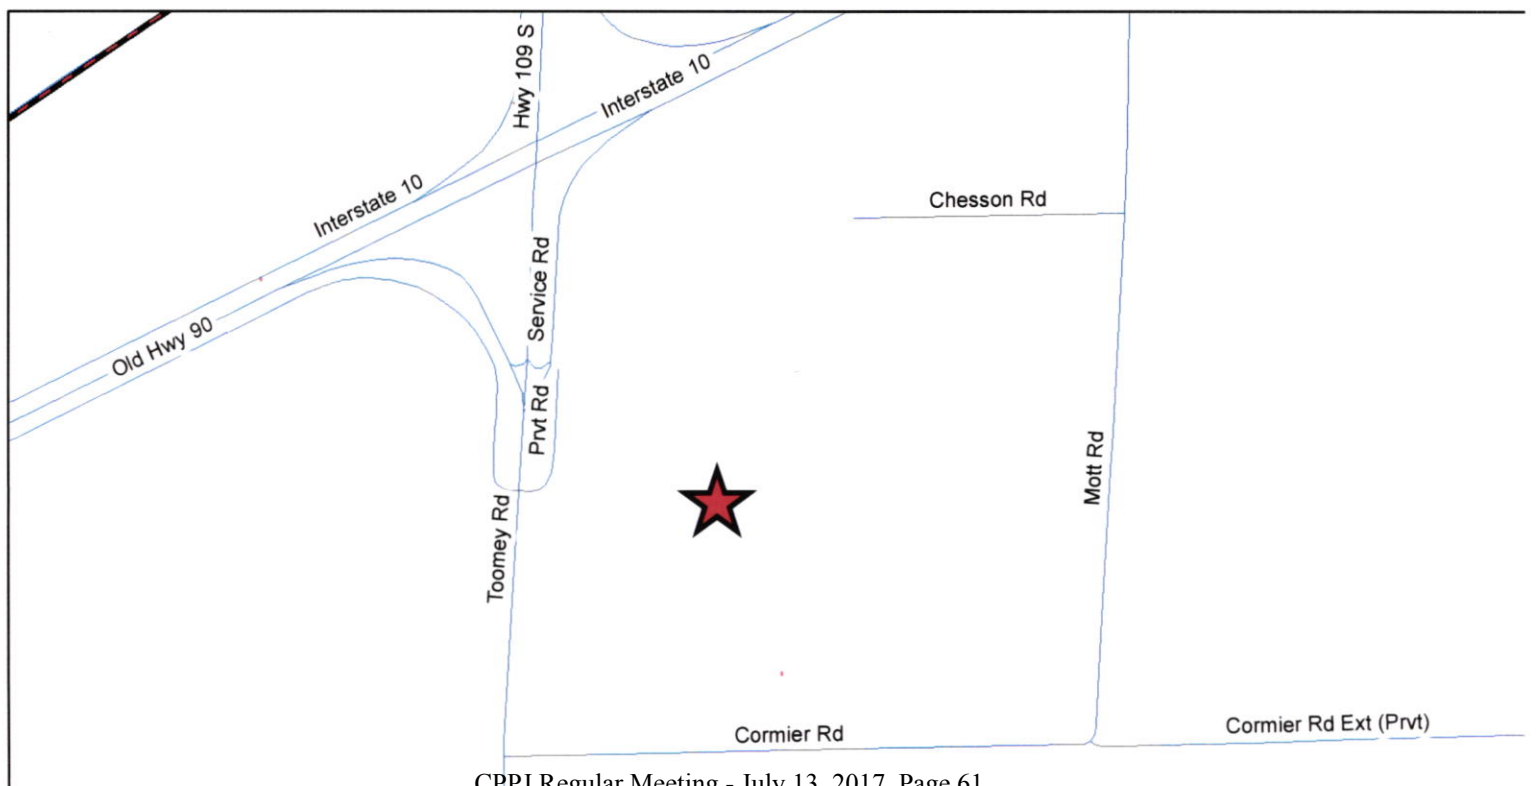 Hwy 109 S
Interstate 10
Interstate 10
Chesson Rd
Service Rd
Old Hwy 90
Prvt Rd
Mott Rd
Toomey Rd
Cormier Rd
Cormier Rd Ext (Prvt)
CPPJ Regular Meeting - July 13, 2017 Page 61